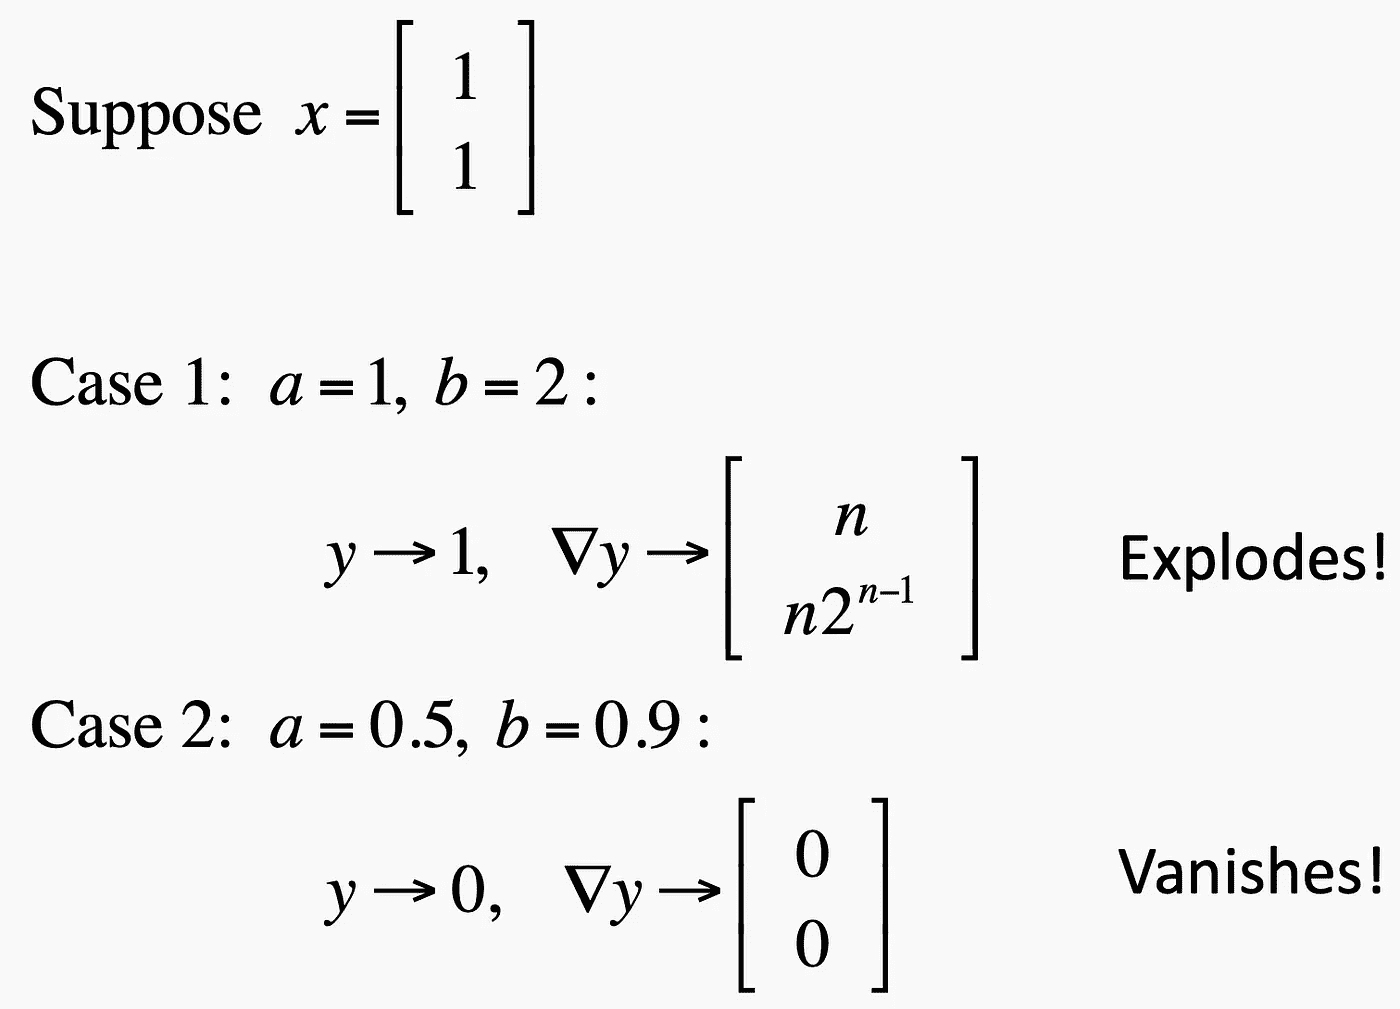 Suppose x = [ 1
1 ]
Case 1: a = 1, b = 2 :
y → 1, ∇y → [ n
n2ⁿ⁻¹ ] Explodes!
Case 2: a = 0.5, b = 0.9 :
y → 0, ∇y → [ 0
0 ] Vanishes!